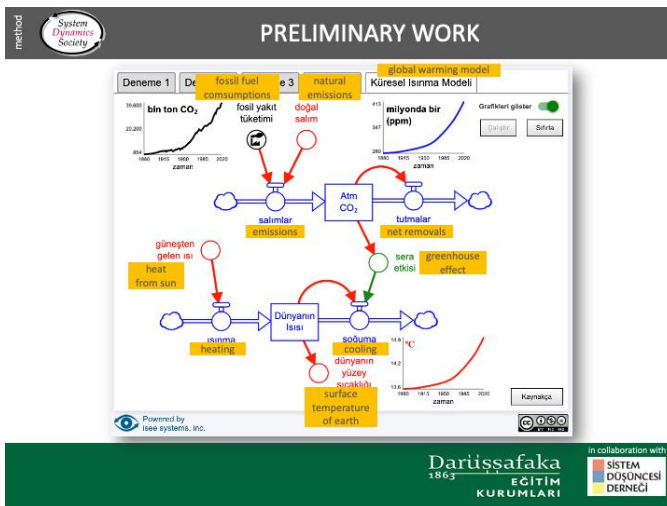 method
System
Dynamics
Society
PRELIMINARY WORK
global warming model
Deneme 1
fossil fuel
comsumptions
natural
emissions
Küresel Isınma Modeli
bin ton CO₂
39,600
20,200
804
1880 1915 1950 1985 2020
zaman
fosil yakıt
tüketimi
doğal
salım
milyonda bir
(ppm)
413
347
280
1880 1915 1950 1985 2020
zaman
Grafikleri göster
Çalıştır
Sıfırla
Atm
CO₂
salımlar
emissions
tutmalar
net removals
güneşten
gelen ısı
heat
from sun
sera
etkisi
greenhouse
effect
Dünyanın
Isısı
ısınma
heating
soğuma
cooling
dünyanın
yüzey
sıcaklığı
surface
temperature
of earth
14.6
°C
14.2
13.6
1880 1915 1950 1985 2020
zaman
Kaynakça
Powered by
isee systems, inc.
Darüşşafaka
1863
EĞİTİM
KURUMLARI
in collaboration with
SİSTEM
DÜŞÜNCESİ
DERNEĞİ